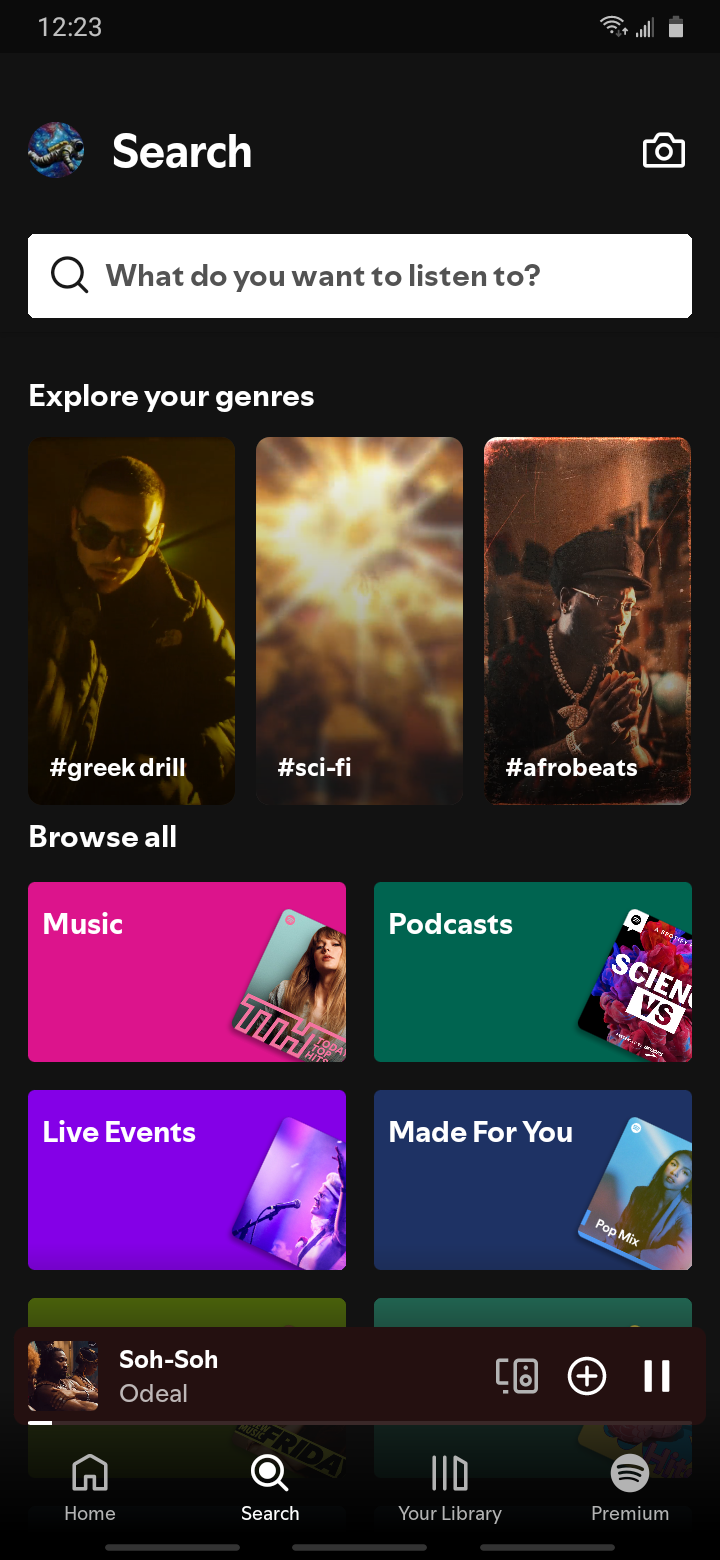 12:23
Search
What do you want to listen to?
Explore your genres
#greek drill
#sci-fi
#afrobeats
Browse all
Music
TTH
TODAY
TOP
HITS
Podcasts
A SPOTIFY
SCIEN
VS
Live Events
Made For You
Pop Mix
Soh-Soh
Odeal
MUSIC
FRIDA
Home
Search
Your Library
Premium